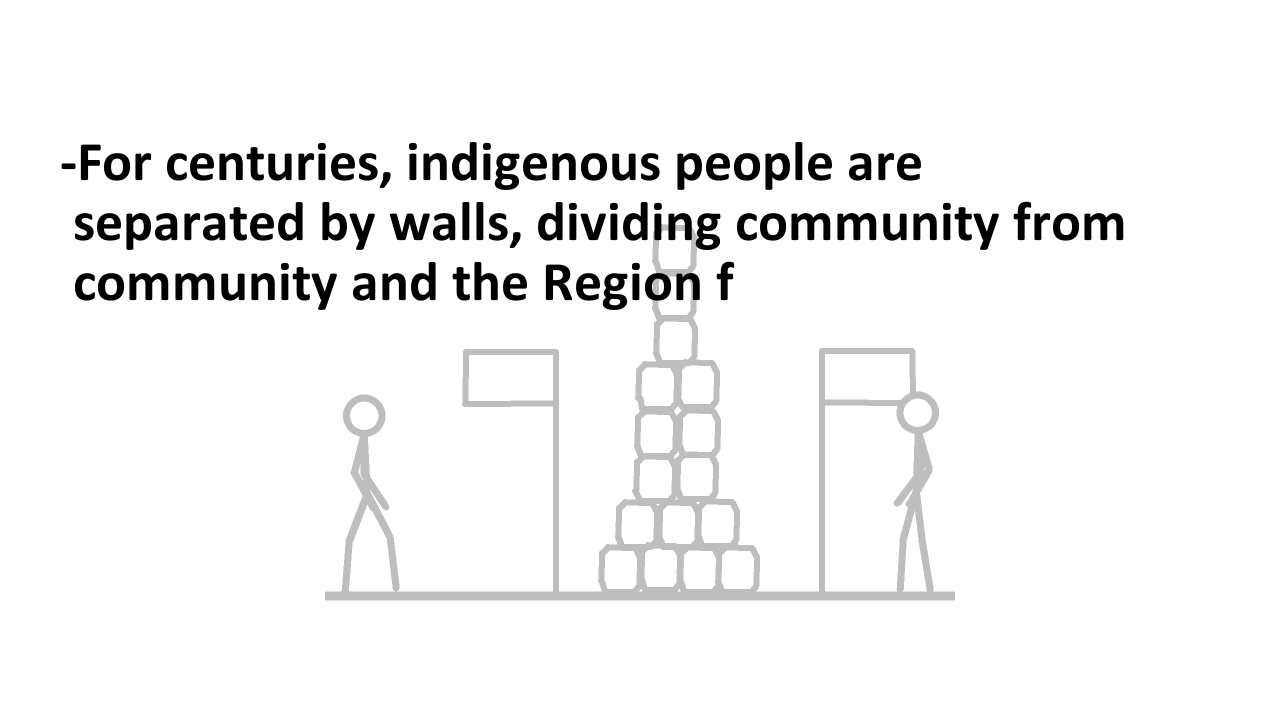 -For centuries, indigenous people are
separated by walls, dividing community from
community and the Region f